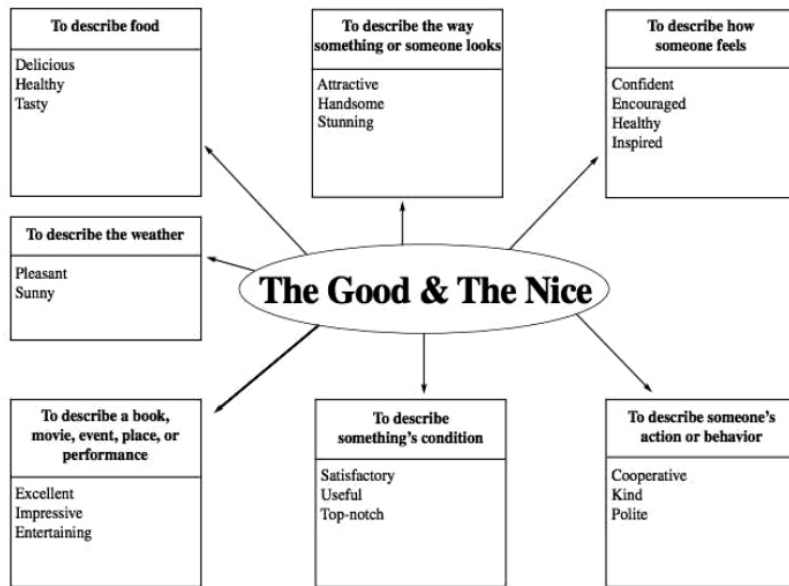 To describe food
Delicious
Healthy
Tasty
To describe the way
something or someone looks
Attractive
Handsome
Stunning
To describe how
someone feels
Confident
Encouraged
Healthy
Inspired
To describe the weather
Pleasant
Sunny
The Good & The Nice
To describe a book,
movie, event, place, or
performance
Excellent
Impressive
Entertaining
To describe
something's condition
Satisfactory
Useful
Top-notch
To describe someone's
action or behavior
Cooperative
Kind
Polite